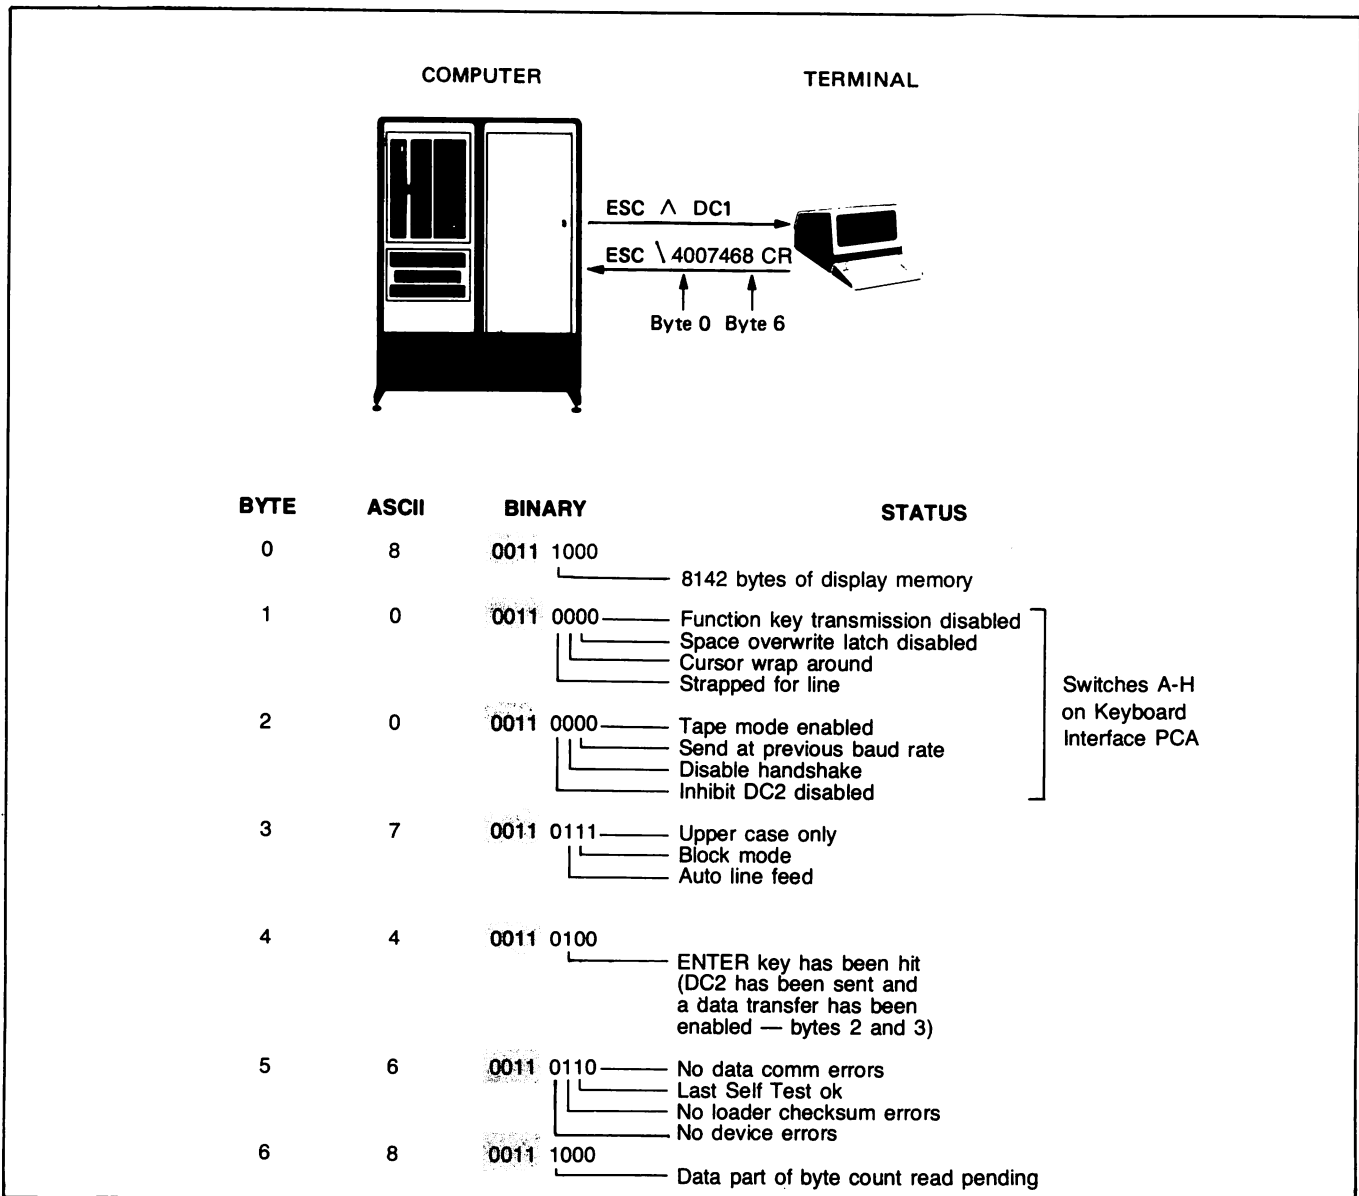 COMPUTER TERMINAL
ESC ∧ DC1
ESC \ 4007468 CR
Byte 0 Byte 6
BYTE ASCII BINARY STATUS
0 8 0011 1000
8142 bytes of display memory
1 0 0011 0000 Function key transmission disabled
Space overwrite latch disabled
Cursor wrap around
Strapped for line
Switches A-H
on Keyboard
Interface PCA
2 0 0011 0000 Tape mode enabled
Send at previous baud rate
Disable handshake
Inhibit DC2 disabled
3 7 0011 0111 Upper case only
Block mode
Auto line feed
4 4 0011 0100
ENTER key has been hit
(DC2 has been sent and
a data transfer has been
enabled — bytes 2 and 3)
5 6 0011 0110 No data comm errors
Last Self Test ok
No loader checksum errors
No device errors
6 8 0011 1000
Data part of byte count read pending